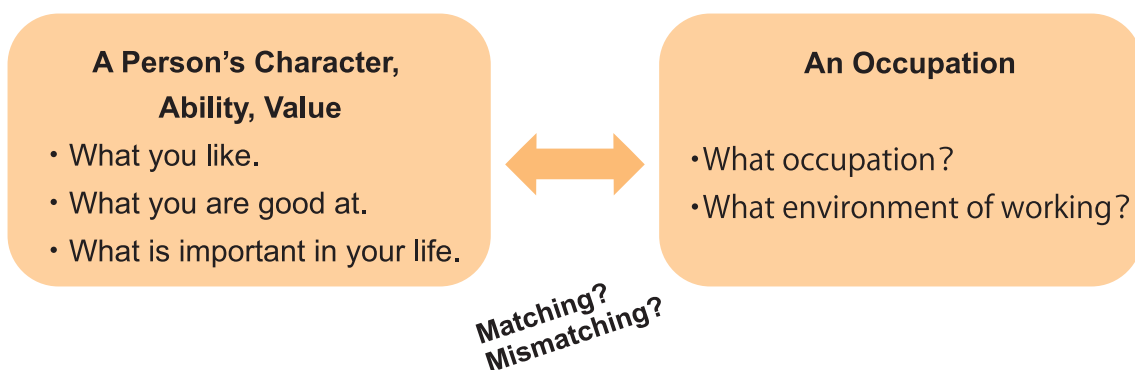 A Person’s Character,
Ability, Value
・What you like.
・What you are good at.
・What is important in your life.
An Occupation
・What occupation？
・What environment of working？
Matching?
Mismatching?